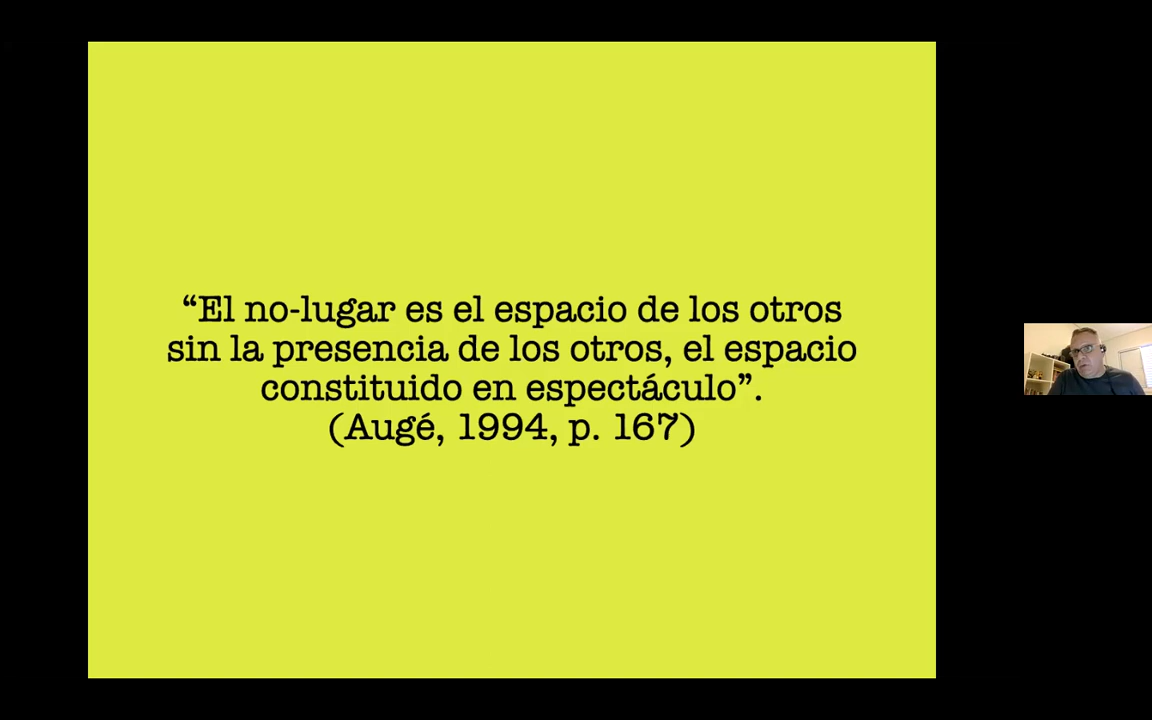 “El no-lugar es el espacio de los otros
sin la presencia de los otros, el espacio
constituido en espectáculo”.
(Augé, 1994, p. 167)